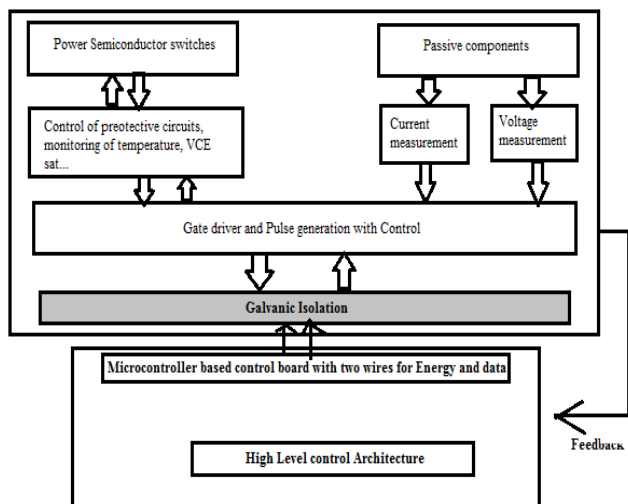 Power Semiconductor switches
Passive components
Control of preotective circuits,
monitoring of temperature, VCE
sat...
Current
measurement
Voltage
measurement
Gate driver and Pulse generation with Control
Galvanic Isolation
Microcontroller based control board with two wires for Energy and data
High Level control Architecture
Feedback